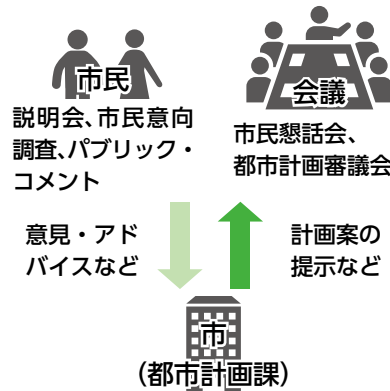 市民
説明会、市民意向
調査、パブリック・
コメント
会議
市民懇話会、
都市計画審議会
意見・アド
バイスなど
計画案の
提示など
市
(都市計画課)